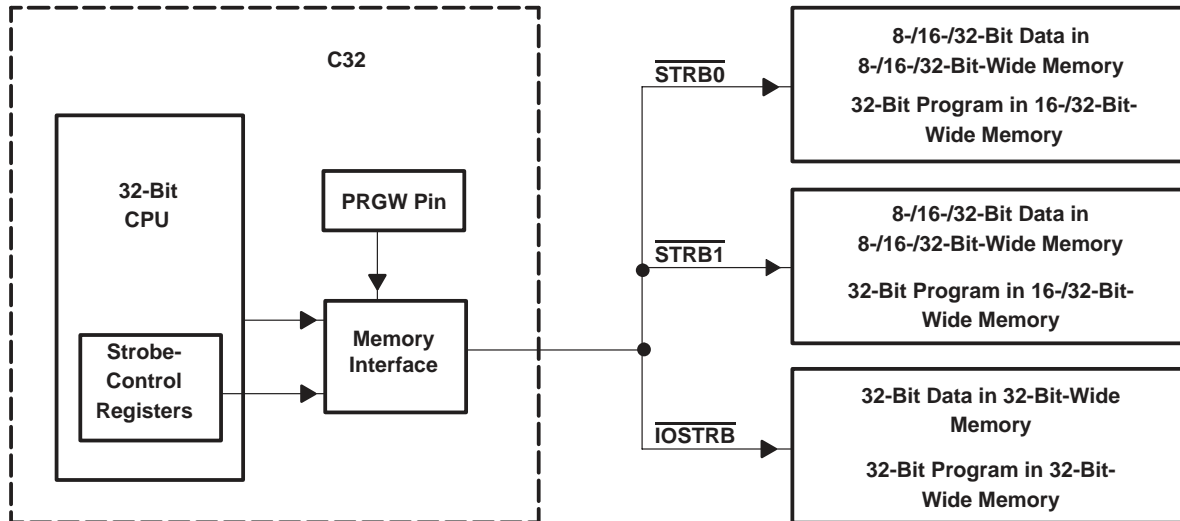 C32
32-Bit
CPU
PRGW Pin
Strobe-
Control
Registers
Memory
Interface
STRB0
8-/16-/32-Bit Data in
8-/16-/32-Bit-Wide Memory
32-Bit Program in 16-/32-Bit-
Wide Memory
STRB1
8-/16-/32-Bit Data in
8-/16-/32-Bit-Wide Memory
32-Bit Program in 16-/32-Bit-
Wide Memory
IOSTRB
32-Bit Data in 32-Bit-Wide
Memory
32-Bit Program in 32-Bit-
Wide Memory